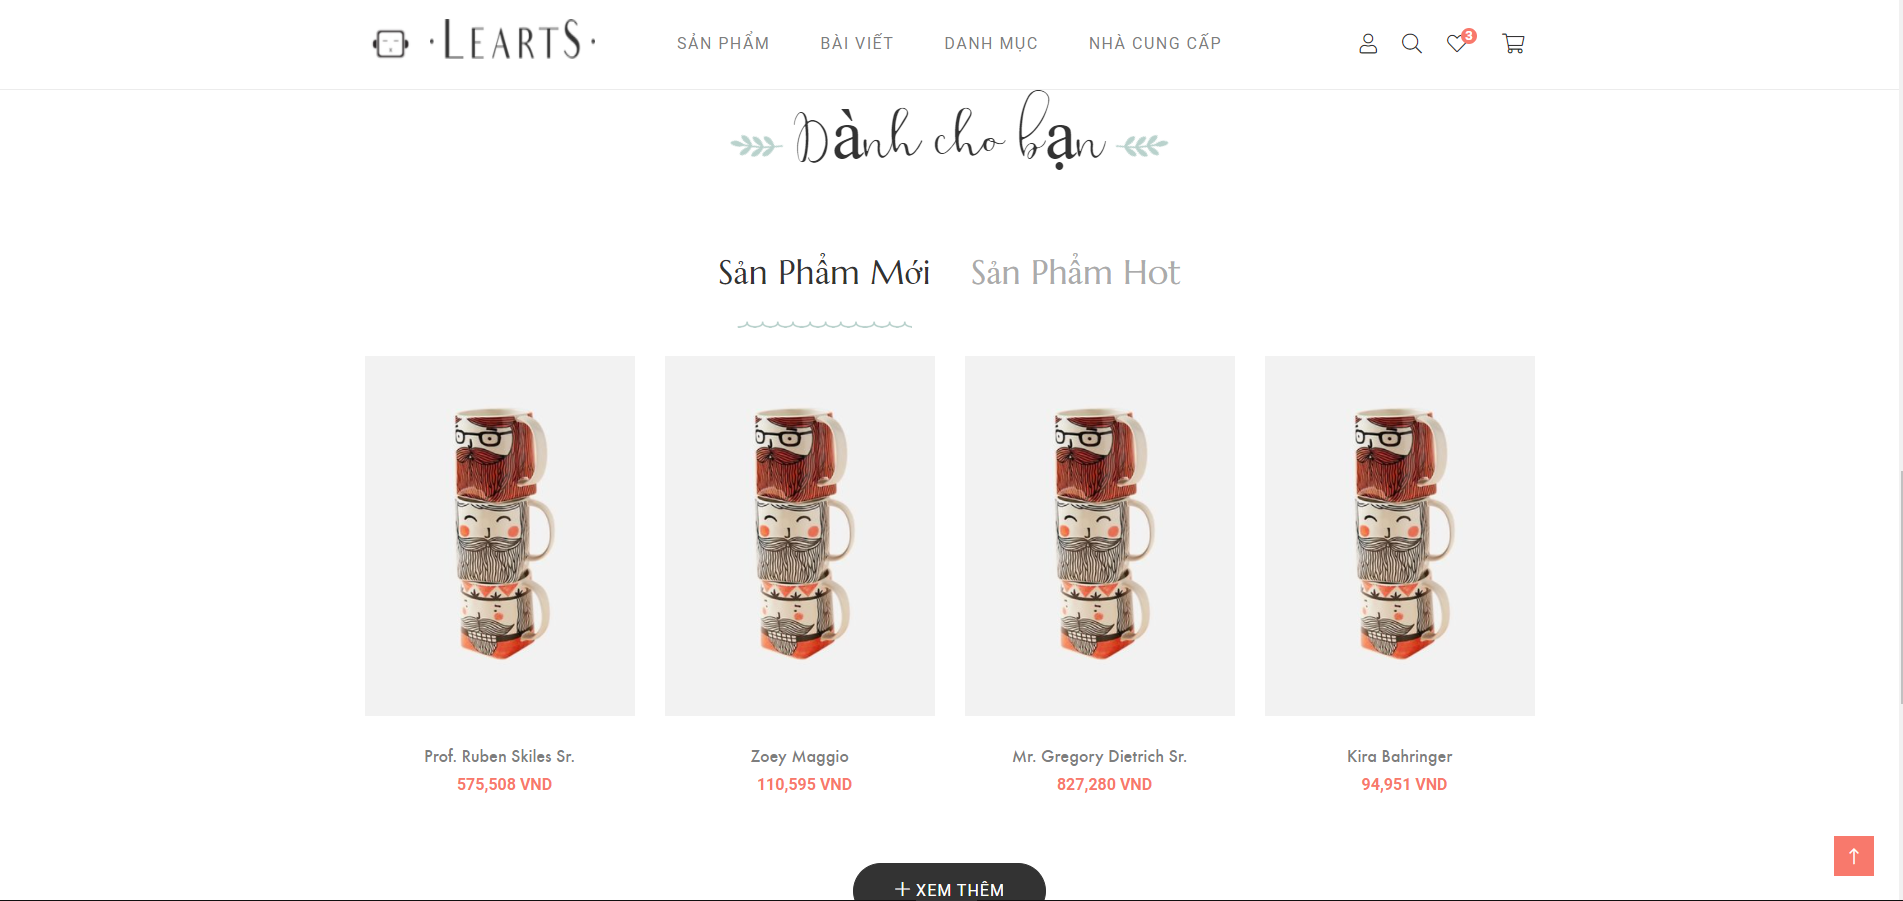 ·LEARTS·
SẢN PHẨM
BÀI VIẾT
DANH MỤC
NHÀ CUNG CẤP
3
Dành cho bạn
Sản Phẩm Mới
Sản Phẩm Hot
Prof. Ruben Skiles Sr.
575,508 VND
Zoey Maggio
110,595 VND
Mr. Gregory Dietrich Sr.
827,280 VND
Kira Bahringer
94,951 VND
XEM THÊM